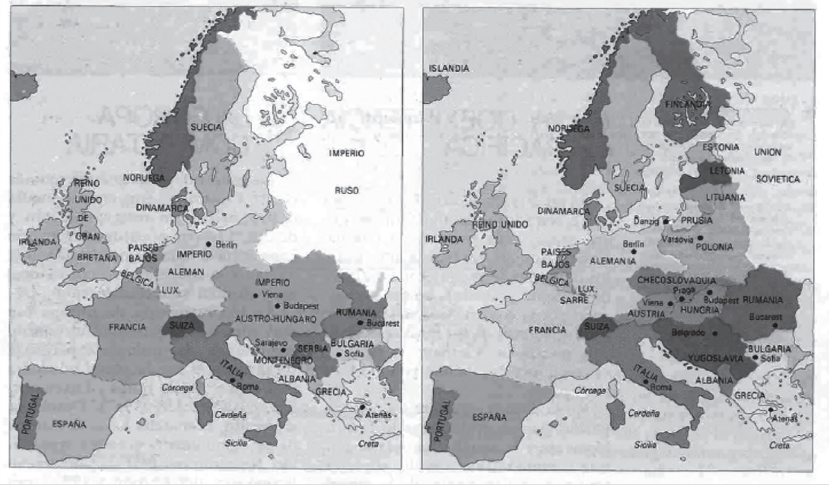 SUECIA
IMPERIO
RUSO
NORUEGA
REINO
UNIDO
DE
GRAN
BRETAÑA
IRLANDA
DINAMARCA
PAISES
BAJOS
BELGICA
LUX.
Berlín
IMPERIO
ALEMAN
IMPERIO
Viena
Budapest
AUSTRO-HUNGARO
FRANCIA
SUIZA
RUMANIA
Bucarest
Sarajevo
SERBIA
BULGARIA
Sofia
MONTENEGRO
ITALIA
Roma
ALBANIA
GRECIA
Atenas
Córcega
Cerdeña
Sicilia
Creta
PORTUGAL
ESPAÑA
ISLANDIA
NORUEGA
FINLANDIA
SUECIA
ESTONIA
UNION
SOVIETICA
LETONIA
LITUANIA
DINAMARCA
Danzig
PRUSIA
REINO UNIDO
IRLANDA
Varsovia
POLONIA
PAISES
BAJOS
BELGICA
Berlín
ALEMANIA
LUX.
SARRE
CHECOSLOVAQUIA
Praga
Viena
Budapest
AUSTRIA
HUNGRIA
RUMANIA
Bucarest
FRANCIA
SUIZA
Belgrado
YUGOSLAVIA
BULGARIA
Sofia
ITALIA
Roma
ALBANIA
GRECIA
Atenas
Córcega
Cerdeña
Sicilia
Creta
PORTUGAL
ESPAÑA